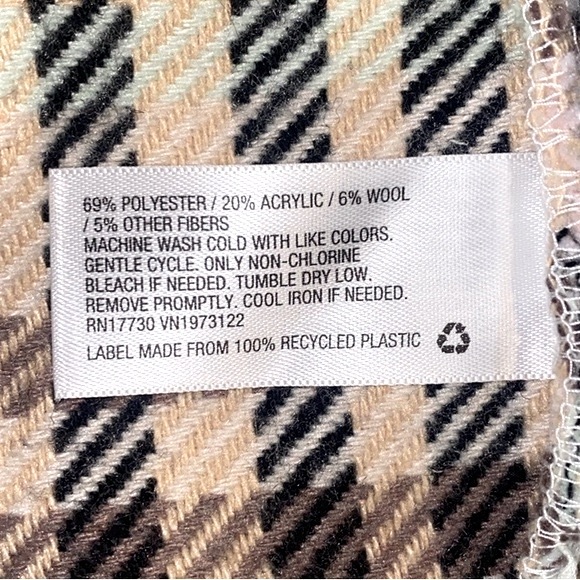 69% POLYESTER / 20% ACRYLIC / 6% WOOL
/ 5% OTHER FIBERS
MACHINE WASH COLD WITH LIKE COLORS.
GENTLE CYCLE. ONLY NON-CHLORINE
BLEACH IF NEEDED. TUMBLE DRY LOW.
REMOVE PROMPTLY. COOL IRON IF NEEDED.
RN17730 VN1973122
LABEL MADE FROM 100% RECYCLED PLASTIC